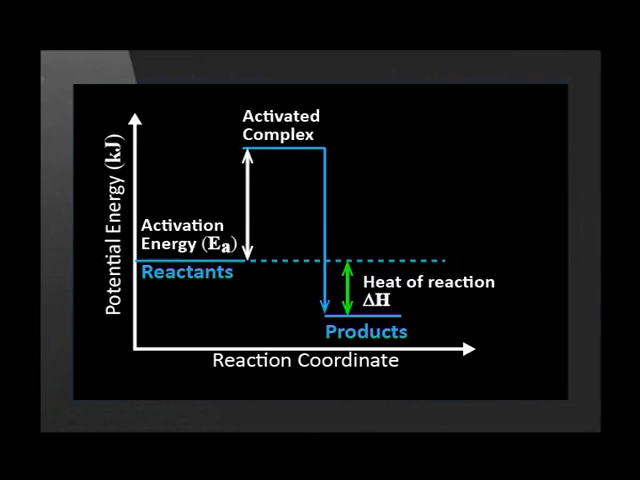 Activated
Complex
Potential Energy (kJ)
Activation
Energy (Ea)
Reactants
Heat of reaction
ΔH
Products
Reaction Coordinate